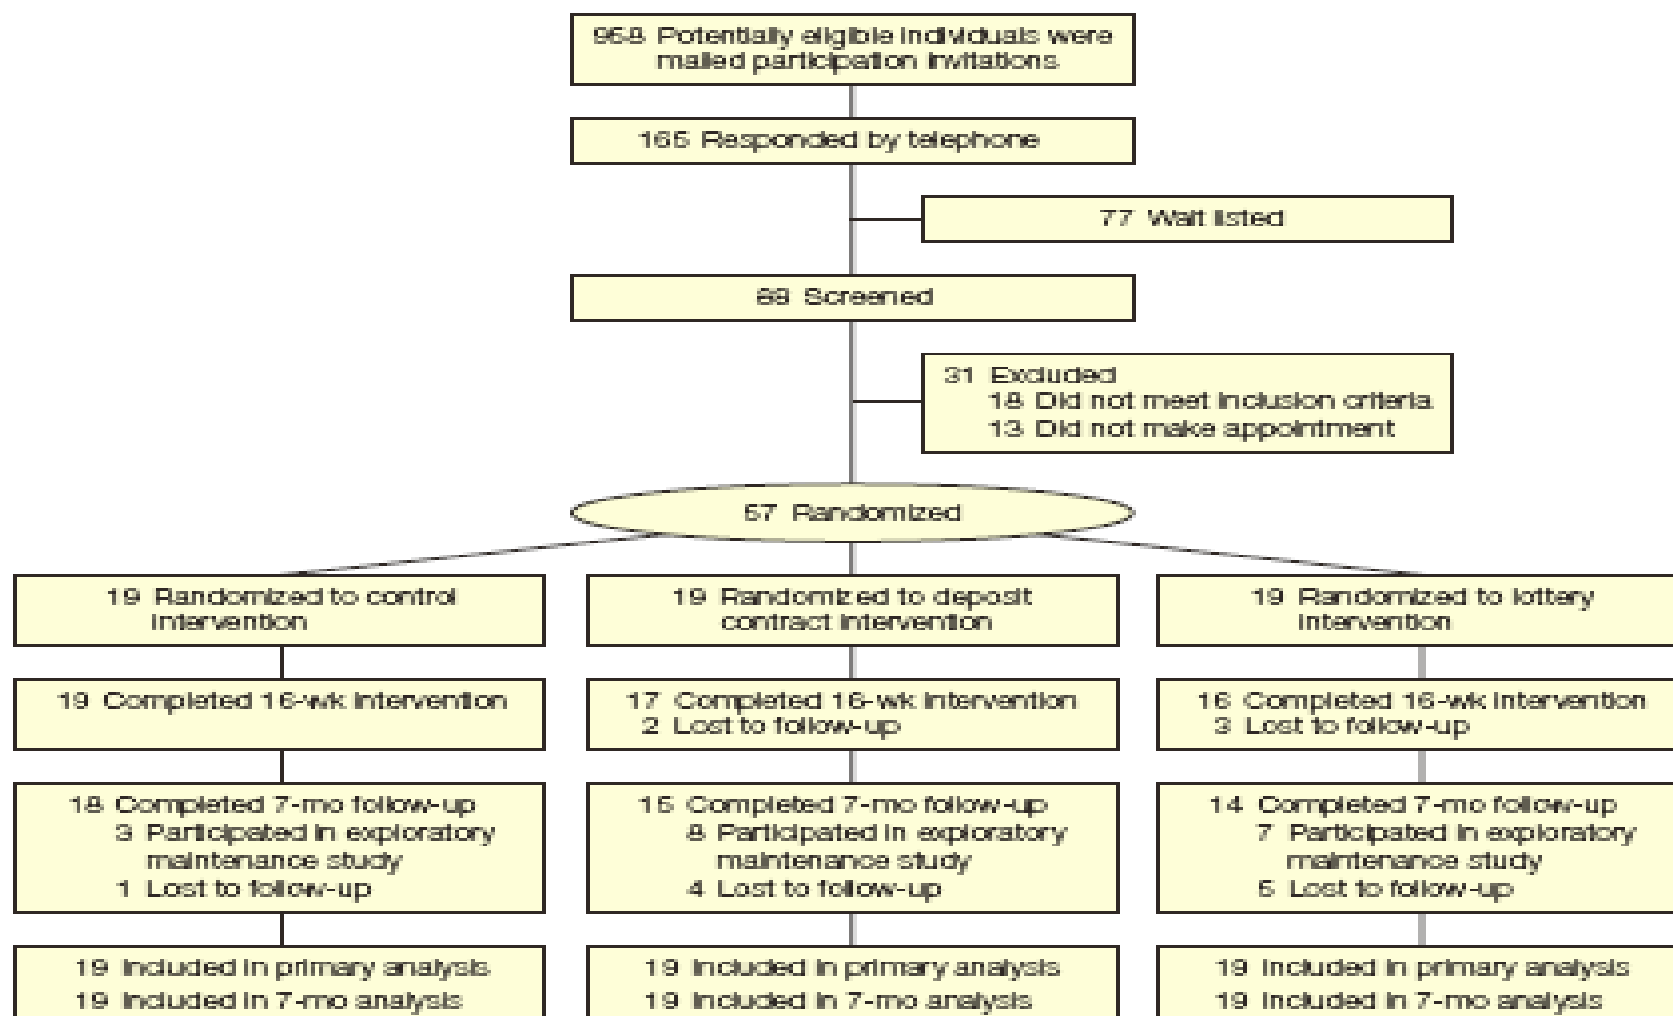 958 Potentially eligible individuals were
mailed participation invitations
165 Responded by telephone
77 Wait listed
88 Screened
31 Excluded
18 Did not meet inclusion criteria
13 Did not make appointment
57 Randomized
19 Randomized to control
intervention
19 Completed 16-wk intervention
18 Completed 7-mo follow-up
3 Participated in exploratory
maintenance study
1 Lost to follow-up
19 Included in primary analysis
19 Included in 7-mo analysis
19 Randomized to deposit
contract intervention
17 Completed 16-wk intervention
2 Lost to follow-up
15 Completed 7-mo follow-up
8 Participated in exploratory
maintenance study
4 Lost to follow-up
19 Included in primary analysis
19 Included in 7-mo analysis
19 Randomized to lottery
intervention
16 Completed 16-wk intervention
3 Lost to follow-up
14 Completed 7-mo follow-up
7 Participated in exploratory
maintenance study
5 Lost to follow-up
19 Included in primary analysis
19 Included in 7-mo analysis